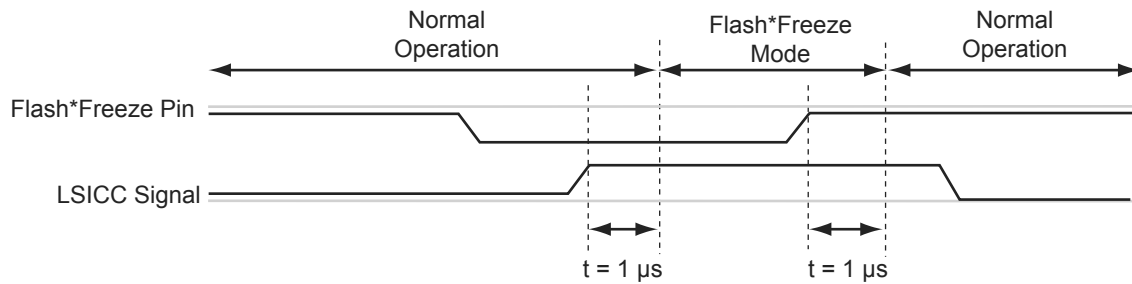 Normal
Operation
Flash*Freeze
Mode
Normal
Operation
Flash*Freeze Pin
LSICC Signal
t = 1 µs
t = 1 µs